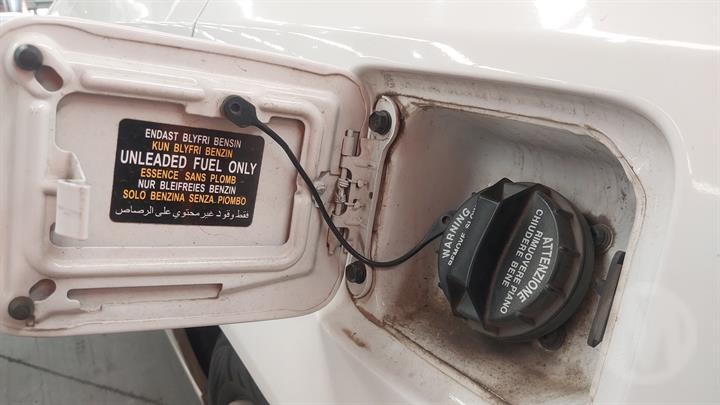 ENDAST BLYFRI BENSIN
KUN BLYFRI BENZIN
UNLEADED FUEL ONLY
ESSENCE SANS PLOMB
NUR BLEIFREIES BENZIN
SOLO BENZINA SENZA PIOMBO
فقط وقود غير محتوي على الرصاص
WARNING
REMOVE
ATTENZIONE
RIMUOVERE PIANO
CHIUDERE BENE